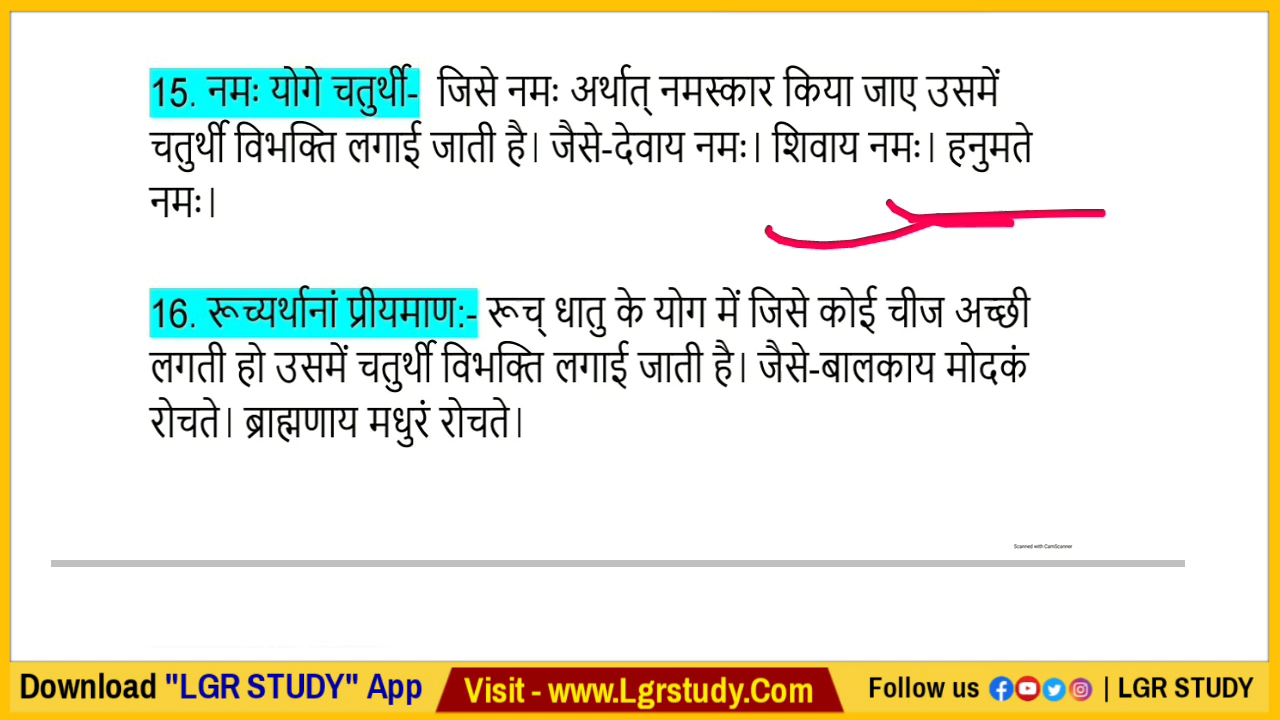 15. नमः योगे चतुर्थी- जिसे नमः अर्थात् नमस्कार किया जाए उसमें
चतुर्थी विभक्ति लगाई जाती है। जैसे-देवाय नमः। शिवाय नमः। हनुमते
नमः।
16. रूच्यर्थानां प्रीयमाण:- रूच् धातु के योग में जिसे कोई चीज अच्छी
लगती हो उसमें चतुर्थी विभक्ति लगाई जाती है। जैसे-बालकाय मोदकं
रोचते। ब्राह्मणाय मधुरं रोचते।
Scanned with CamScanner
Download "LGR STUDY" App Visit - www.Lgrstudy.Com Follow us | LGR STUDY